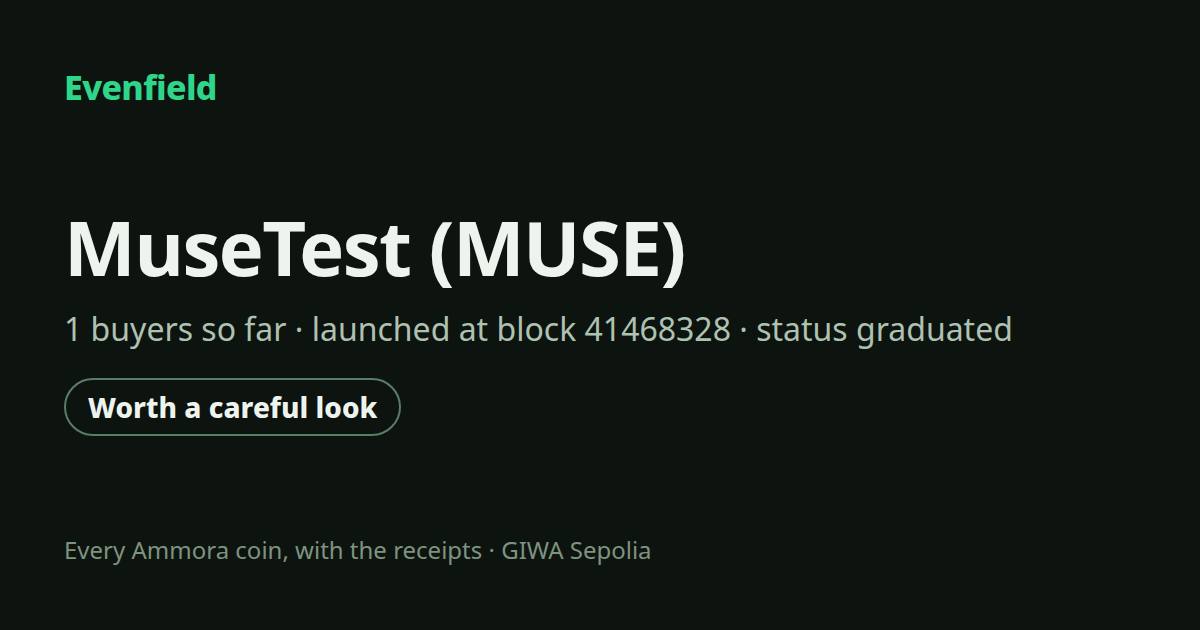 Evenfield
MuseTest (MUSE)
1 buyers so far · launched at block 41468328 · status graduated
Worth a careful look
Every Ammora coin, with the receipts · GIWA Sepolia